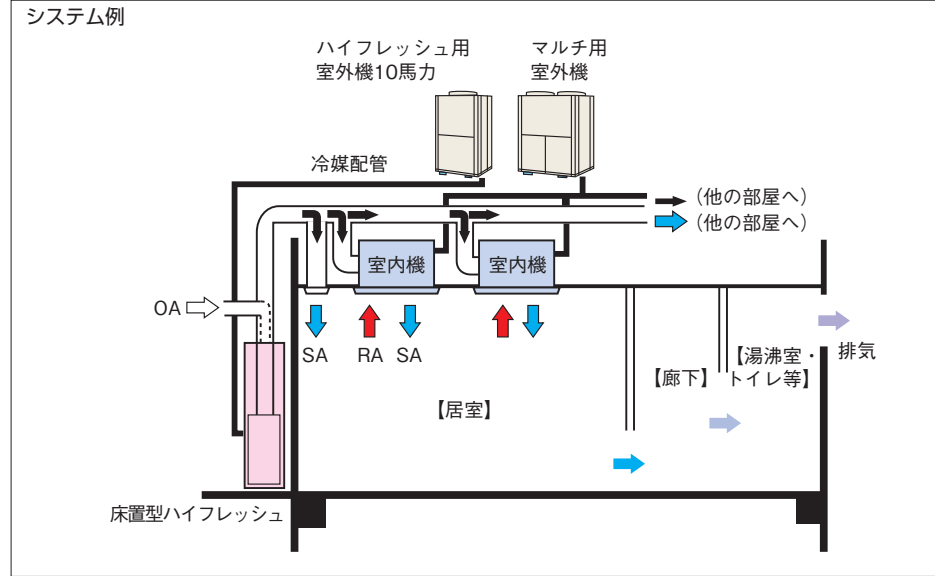 システム例
ハイフレッシュ用
室外機10馬力
マルチ用
室外機
冷媒配管
(他の部屋へ)
(他の部屋へ)
室内機
室内機
OA
SA
RA
SA
【居室】
【廊下】
【湯沸室・
トイレ等】
排気
床置型ハイフレッシュ